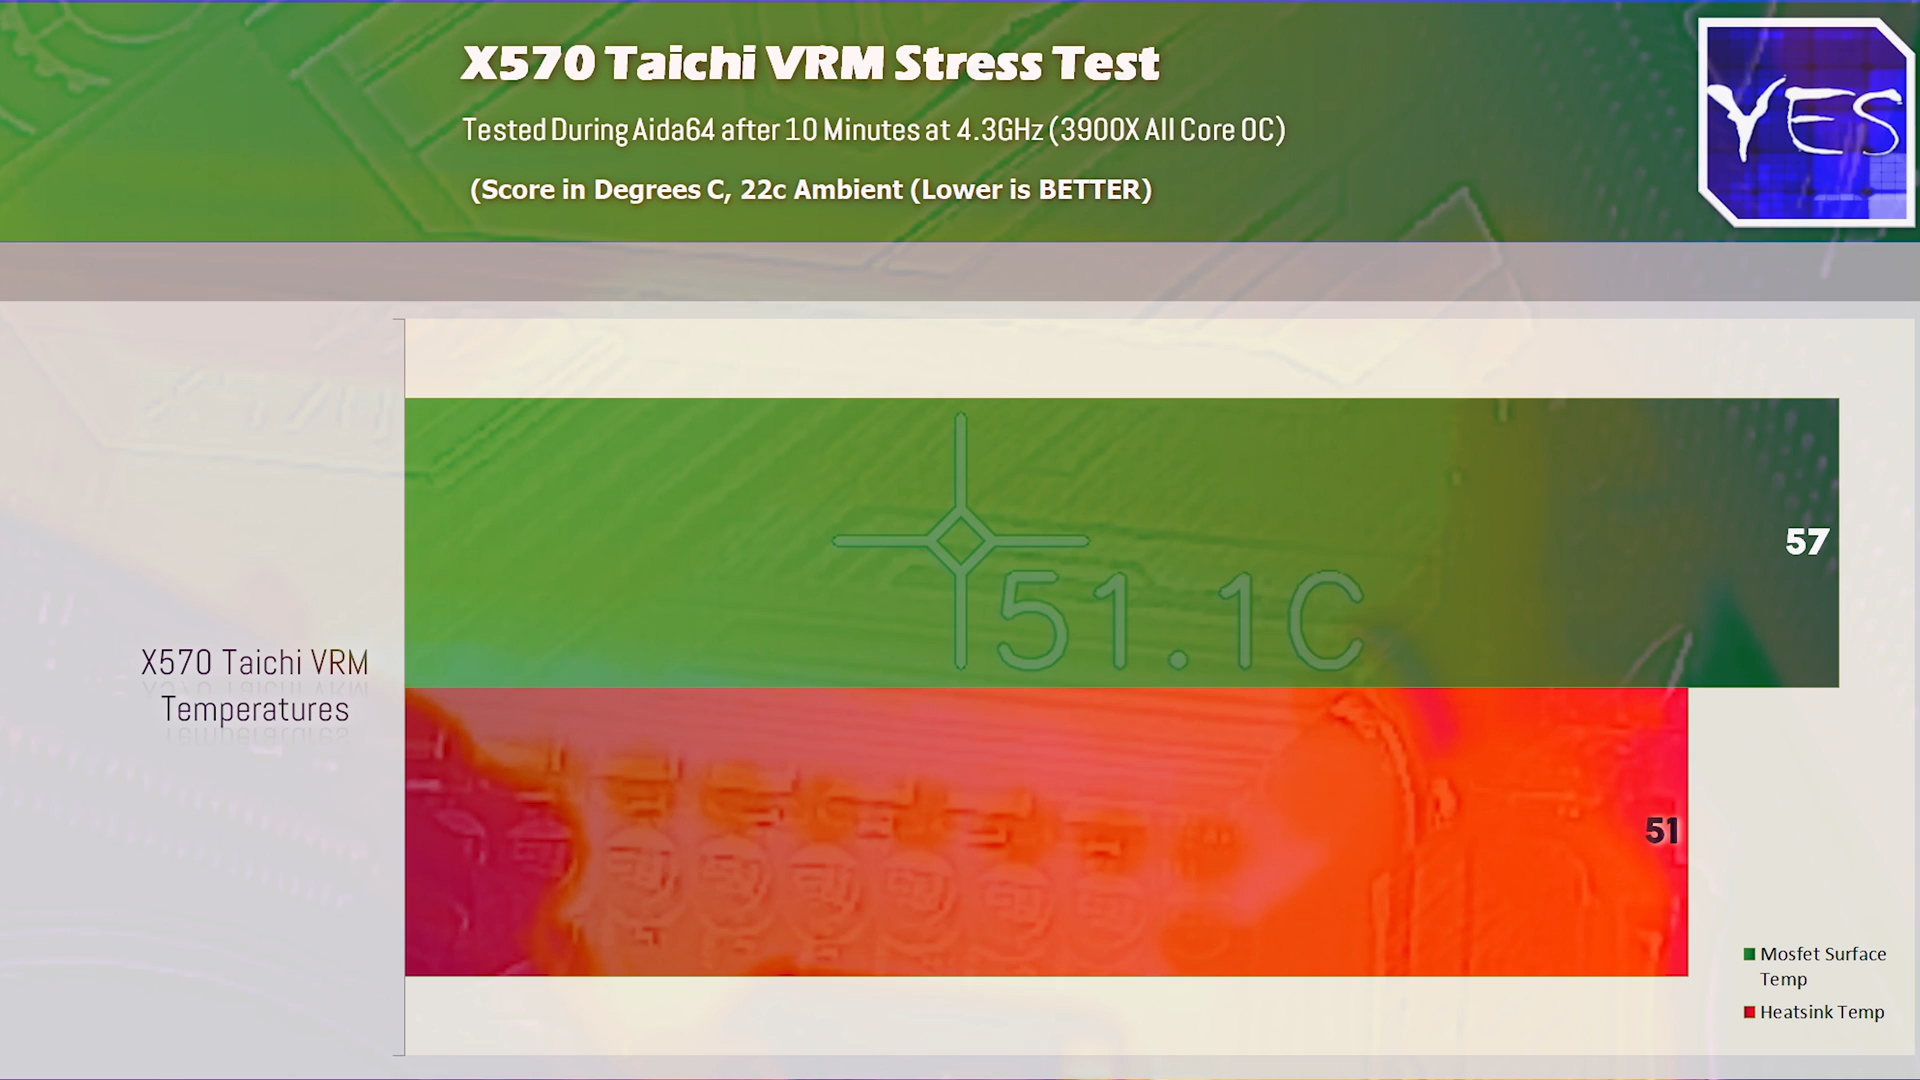 X570 Taichi VRM Stress Test
YES
Tested During Aida64 after 10 Minutes at 4.3GHz (3900X All Core OC)
(Score in Degrees C, 22c Ambient (Lower is BETTER)
57
51.1C
X570 Taichi VRM
Temperatures
51
Mosfet Surface
Temp
Heatsink Temp